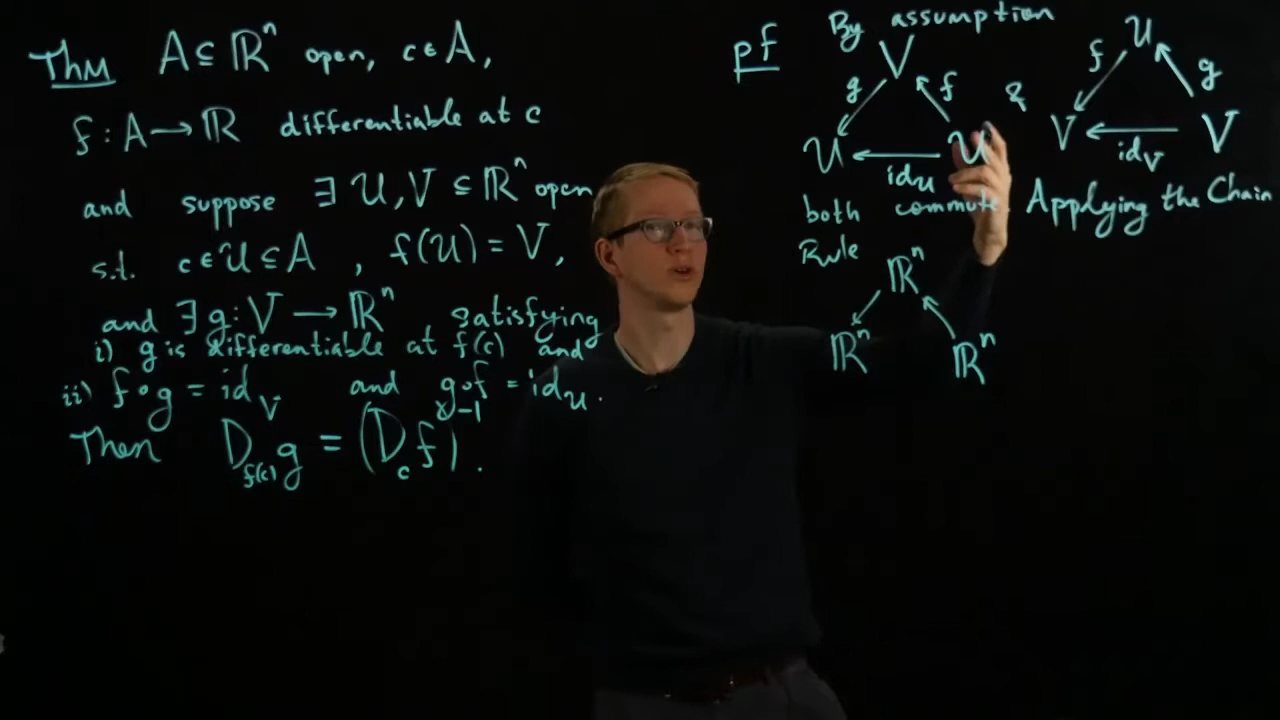 Thm A ⊆ ℝⁿ open, c ∈ A,
f : A → ℝ differentiable at c
and suppose ∃ U, V ⊆ ℝⁿ open
s.t. c ∈ U ⊆ A , f(U) = V,
and ∃ g : V → ℝⁿ satisfying
i) g is differentiable at f(c) and
ii) f∘g = id_V and g∘f = id_U.
Then D_{f(c)} g = (D_c f)⁻¹.
pf By assumption
V
g f
U ← U
id_U
&
U
f g
V ← V
id_V
both commute Applying the Chain
Rule
ℝⁿ
ℝⁿ ℝⁿ